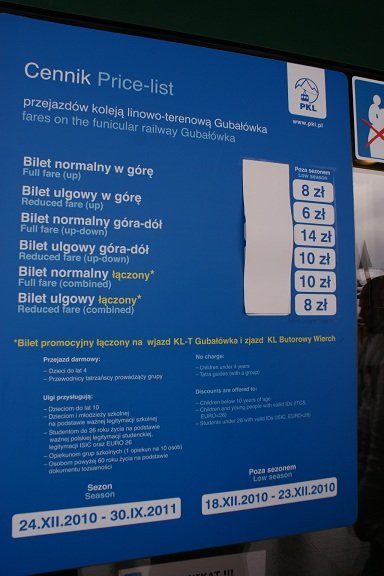 PKL
www.pkl.pl
Cennik Price-list
przejazdów koleją linowo-terenową Gubałówka
fares on the funicular railway Gubałówka
Poza sezonem
Low season
Bilet normalny w górę
Full fare (up)
8 zł
Bilet ulgowy w górę
Reduced fare (up)
6 zł
Bilet normalny góra-dół
Full fare (up-down)
14 zł
Bilet ulgowy góra-dół
Reduced fare (up-down)
10 zł
Bilet normalny łączony*
Full fare (combined)
10 zł
Bilet ulgowy łączony*
Reduced fare (combined)
8 zł
*Bilet promocyjny łączony na wjazd KL-T Gubałówka i zjazd KL Butorowy Wierch
Przejazd darmowy:
– Dzieci do lat 4
– Przewodnicy tatrzańscy prowadzący grupy
Ulgi przysługują:
– Dzieciom do lat 10
– Dzieciom i młodzieży szkolnej
na podstawie ważnej legitymacji szkolnej
– Studentom do 26 roku życia na podstawie
ważnej polskiej legitymacji studenckiej,
legitymacji ISIC oraz EURO 26
– Opiekunom grup szkolnych (1 opiekun na 10 osób)
– Osobom powyżej 60 roku życia na podstawie
dokumentu tożsamości
No charge:
– Children under 4 years
– Tatra guides (with a group)
Discounts are offered to:
– Children below 10 years of age
– Children and young people with valid IDs (ITCS,
EURO<26)
– Students under 26 with valid IDs (ISIC, EURO<26)
Sezon
Season
24.XII.2010 - 30.IX.2011
Poza sezonem
Low season
18.XII.2010 - 23.XII.2010